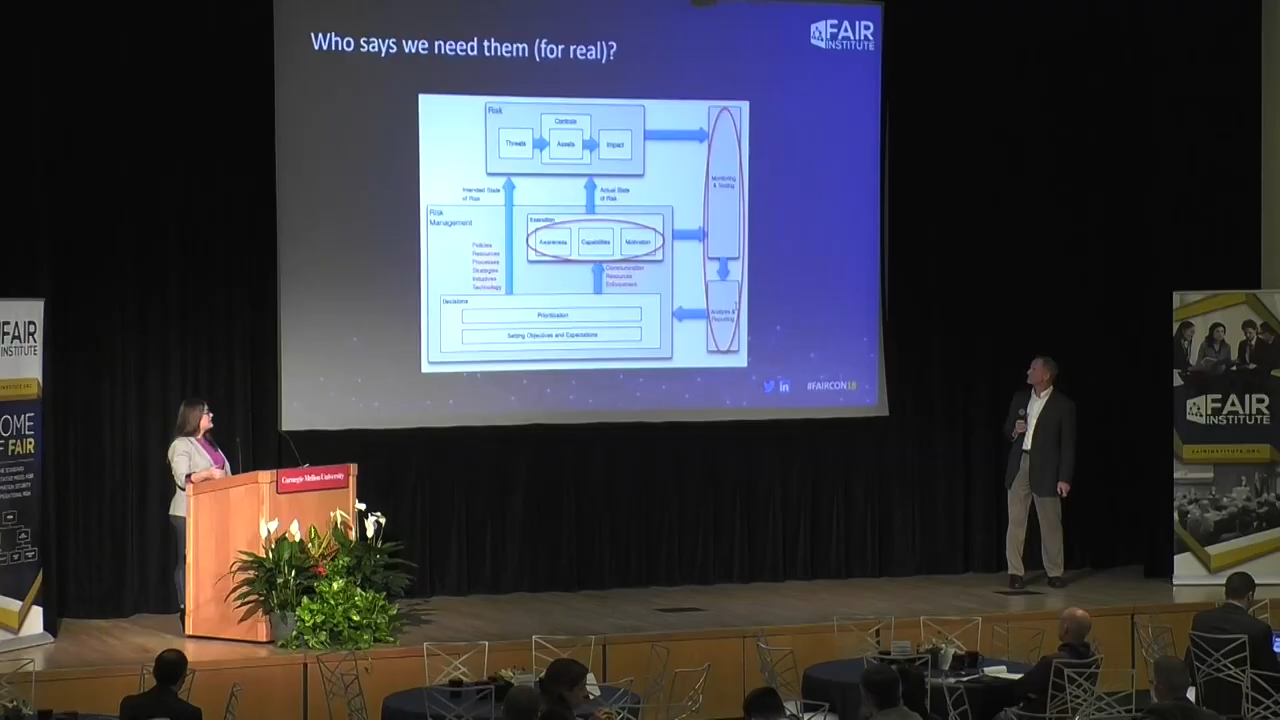 Who says we need them (for real)?
FAIR
INSTITUTE
Risk
Controls
Threats
Assets
Impact
Monitoring
& Testing
Intended State
of Risk
Actual State
of Risk
Risk
Management
Execution
Awareness
Capabilities
Motivation
Policies
Resources
Processes
Strategies
Initiatives
Technology
Communication
Resources
Enforcement
Decisions
Prioritization
Setting Objectives and Expectations
Analysis &
Reporting
in
#FAIRCON18
FAIR
INSTITUTE
OME
FAIR
Carnegie Mellon University
FAIR
INSTITUTE
FAIRINSTITUTE.ORG